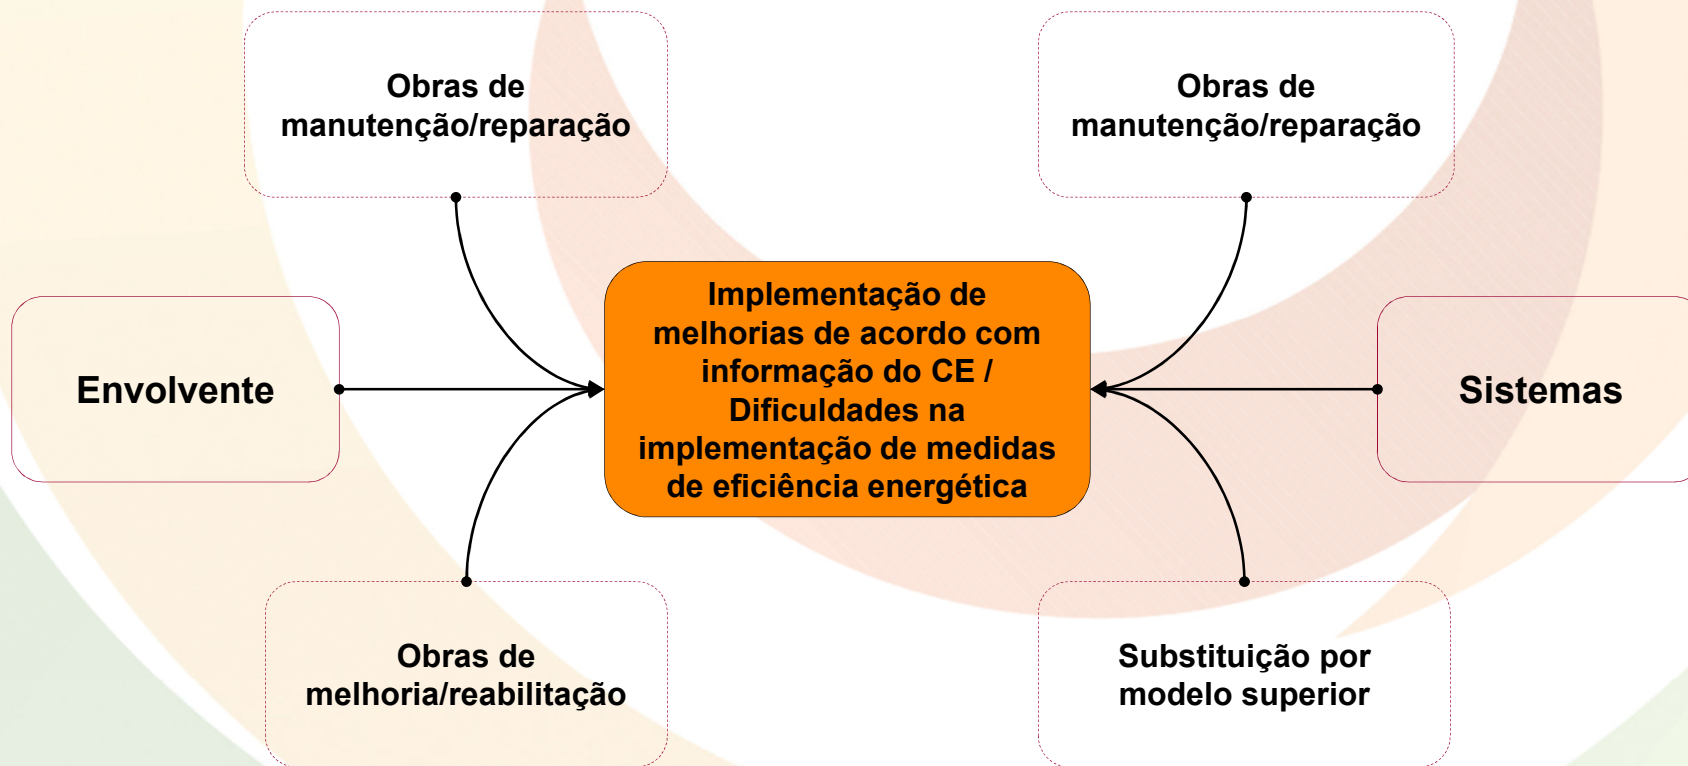 Obras de
manutenção/reparação
Obras de
manutenção/reparação
Envolvente
Implementação de
melhorias de acordo com
informação do CE /
Dificuldades na
implementação de medidas
de eficiência energética
Sistemas
Obras de
melhoria/reabilitação
Substituição por
modelo superior